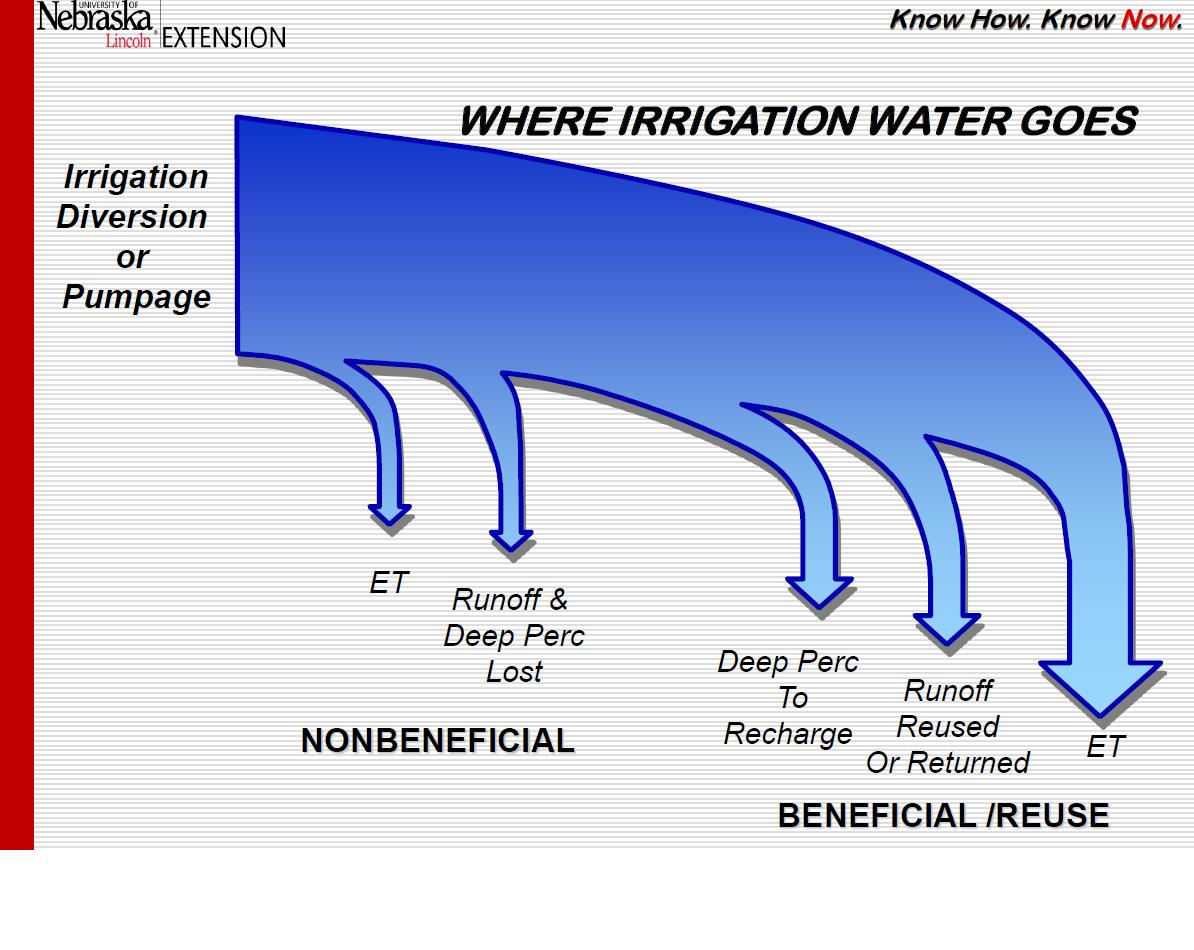 UNIVERSITY OF
Nebraska
Lincoln® EXTENSION
Know How. Know Now.
WHERE IRRIGATION WATER GOES
Irrigation
Diversion
or
Pumpage
ET
Runoff &
Deep Perc
Lost
NONBENEFICIAL
Deep Perc
To
Recharge
Runoff
Reused
Or Returned
ET
BENEFICIAL /REUSE